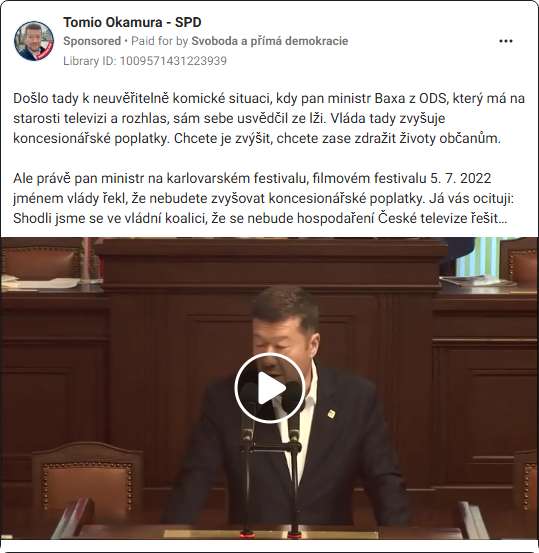 Tomio Okamura - SPD
Sponsored • Paid for by Svoboda a přímá demokracie
Library ID: 1009571431223939
Došlo tady k neuvěřitelně komické situaci, kdy pan ministr Baxa z ODS, který má na
starosti televizi a rozhlas, sám sebe usvědčil ze lži. Vláda tady zvyšuje
koncesionářské poplatky. Chcete je zvýšit, chcete zase zdražit životy občanům.
Ale právě pan ministr na karlovarském festivalu, filmovém festivalu 5. 7. 2022
jménem vlády řekl, že nebudete zvyšovat koncesionářské poplatky. Já vás ocituji:
Shodli jsme se ve vládní koalici, že se nebude hospodaření České televize řešit...